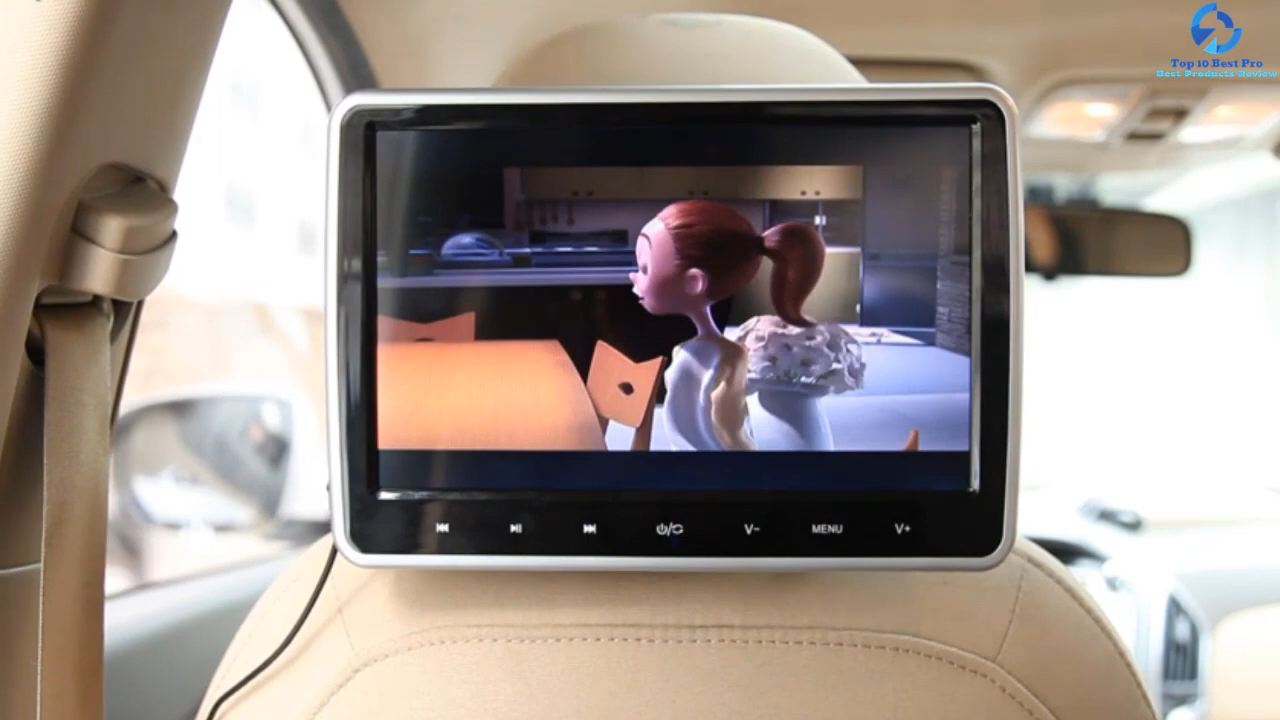 Top 10 Best Pro
Best Products Review
V−
MENU
V+